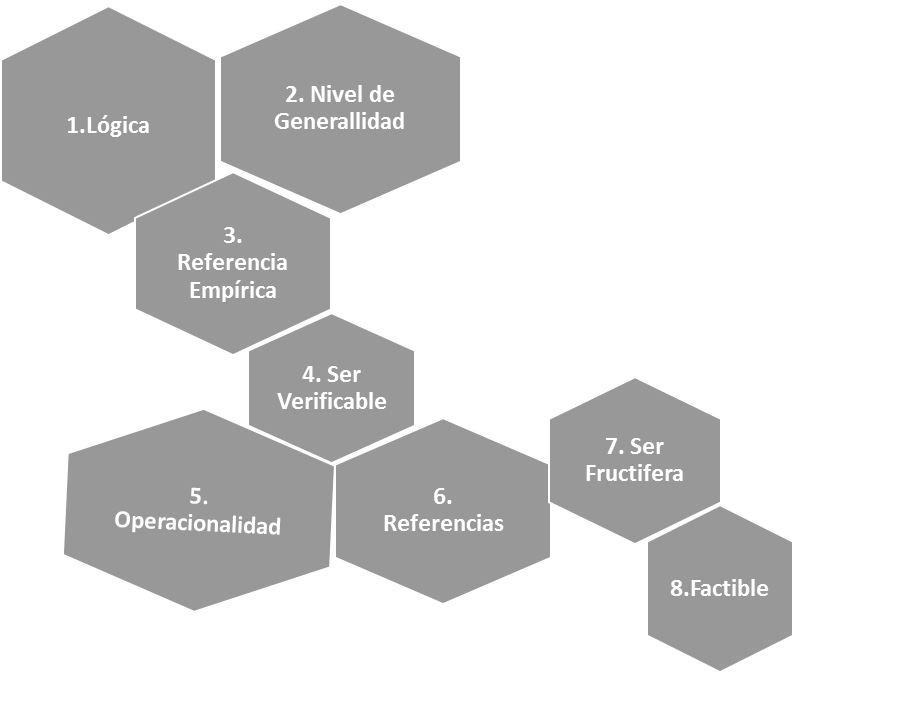 1.Lógica
2. Nivel de
Generallidad
3.
Referencia
Empírica
4. Ser
Verificable
5.
Operacionalidad
6.
Referencias
7. Ser
Fructifera
8.Factible